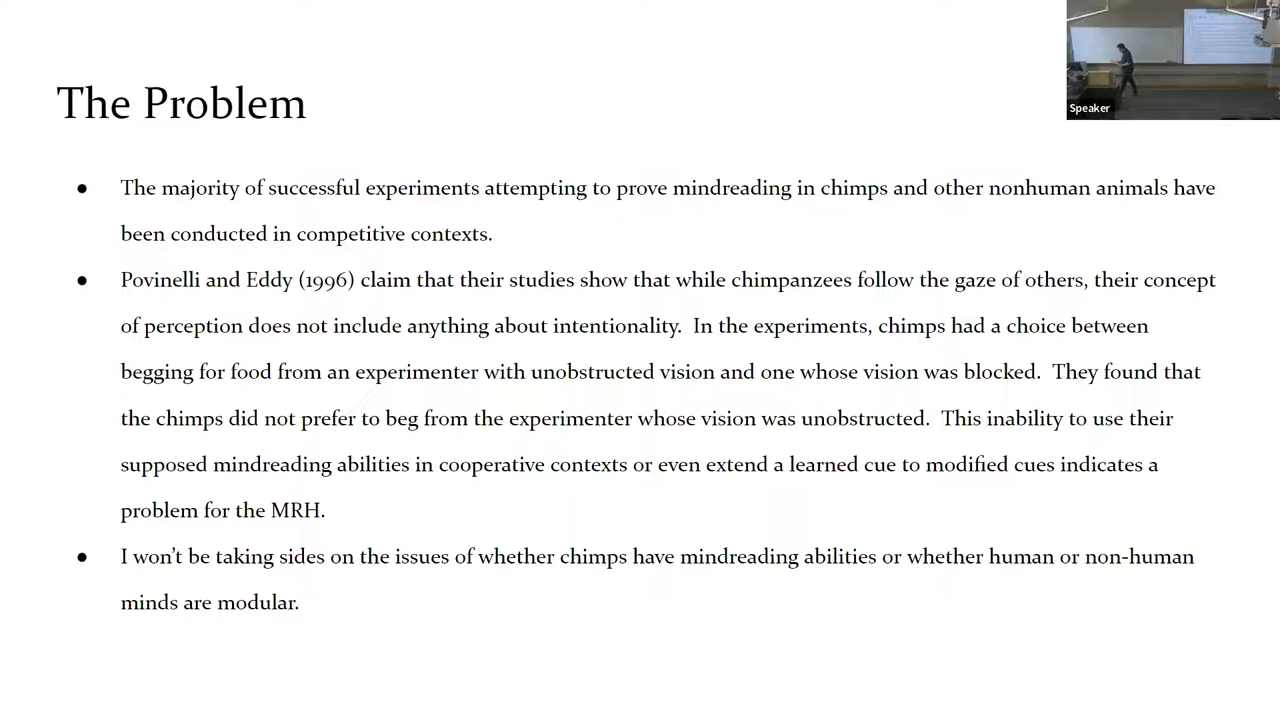 Speaker
The Problem
● The majority of successful experiments attempting to prove mindreading in chimps and other nonhuman animals have
been conducted in competitive contexts.
● Povinelli and Eddy (1996) claim that their studies show that while chimpanzees follow the gaze of others, their concept
of perception does not include anything about intentionality.  In the experiments, chimps had a choice between
begging for food from an experimenter with unobstructed vision and one whose vision was blocked.  They found that
the chimps did not prefer to beg from the experimenter whose vision was unobstructed.  This inability to use their
supposed mindreading abilities in cooperative contexts or even extend a learned cue to modified cues indicates a
problem for the MRH.
● I won’t be taking sides on the issues of whether chimps have mindreading abilities or whether human or non-human
minds are modular.